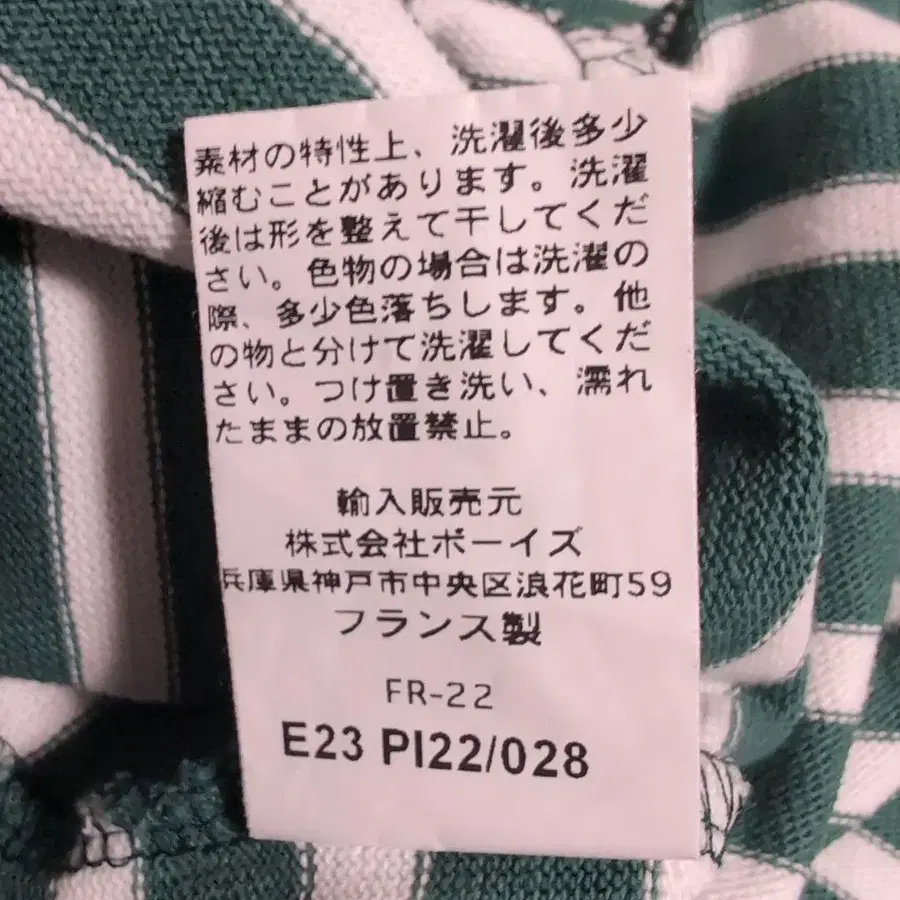 素材の特性上、洗濯後多少
縮むことがあります。洗濯
後は形を整えて干してくだ
さい。色物の場合は洗濯の
際、多少色落ちします。他
の物と分けて洗濯してくだ
さい。つけ置き洗い、濡れ
たままの放置禁止。
輸入販売元
株式会社ボーイズ
兵庫県神戸市中央区浪花町59
フランス製
FR-22
E23 PI22/028